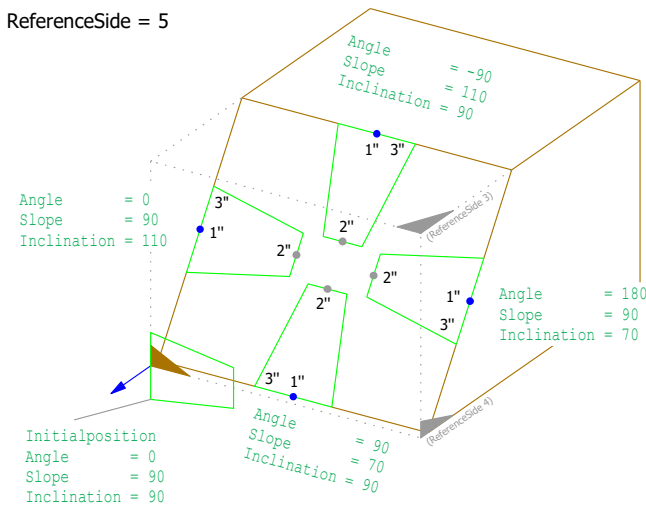 ReferenceSide = 5
Angle = -90
Slope = 110
Inclination = 90
1" 3"
2"
(ReferenceSide 3)
Angle = 0
Slope = 90
Inclination = 110
3"
1"
2"
2"
1"
3"
Angle = 180
Slope = 90
Inclination = 70
2"
3" 1"
(ReferenceSide 4)
Angle = 90
Slope = 70
Inclination = 90
Initialposition
Angle = 0
Slope = 90
Inclination = 90